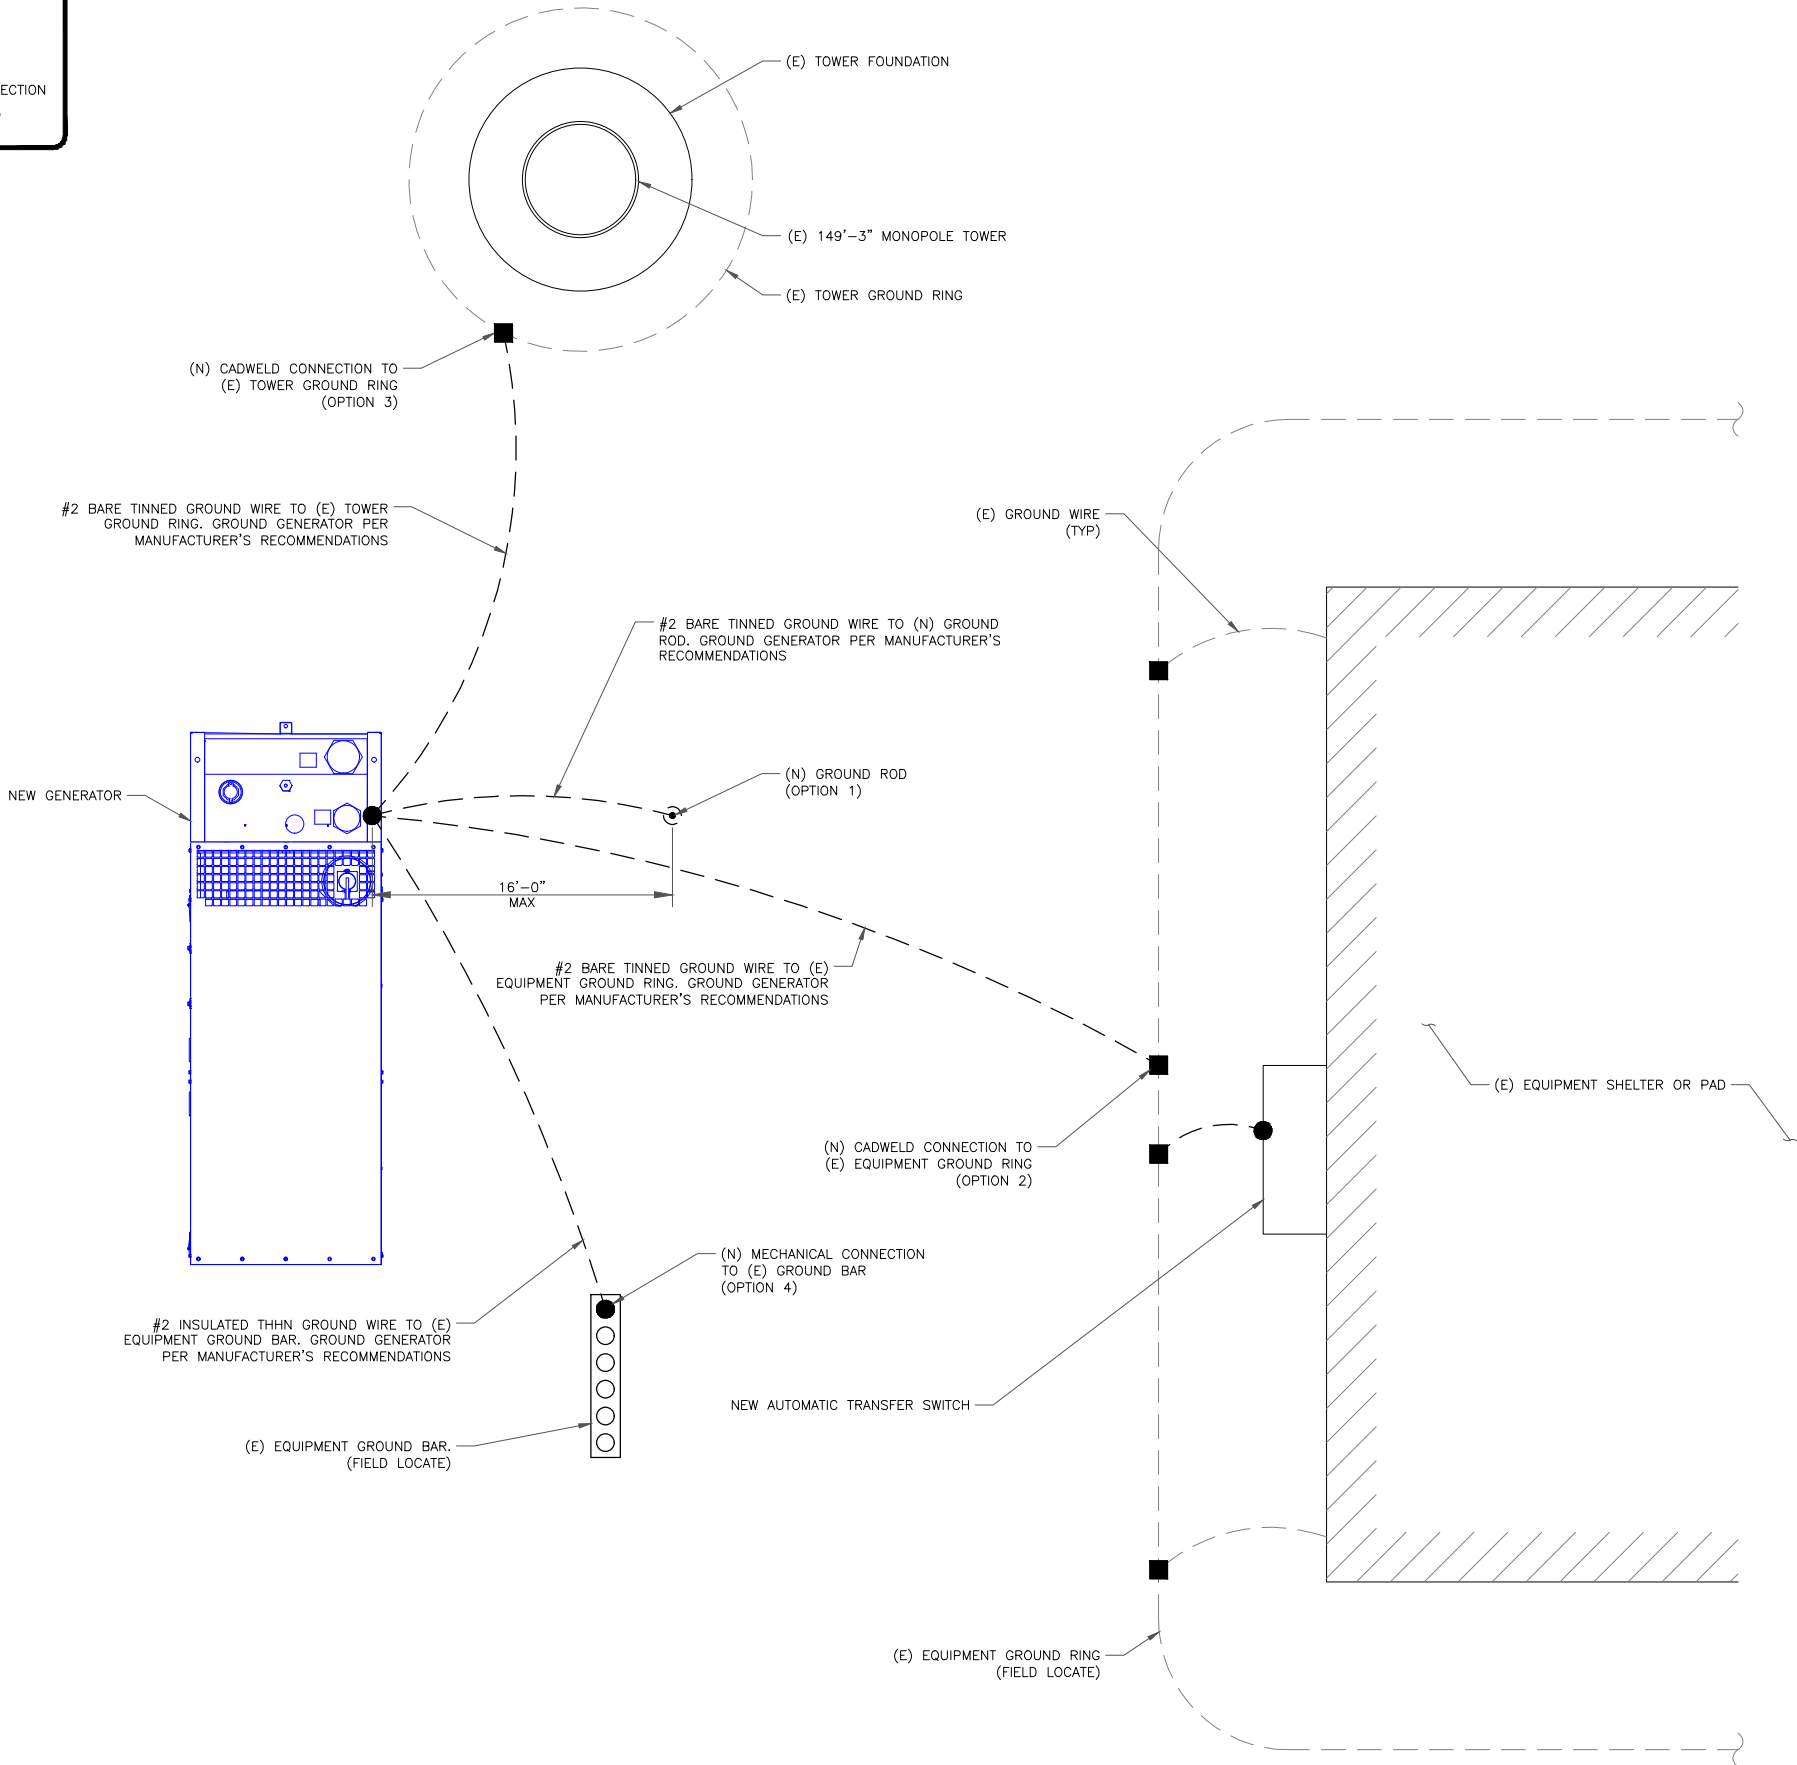 ECTION
(E) TOWER FOUNDATION
(E) 149'-3" MONOPOLE TOWER
(E) TOWER GROUND RING
(N) CADWELD CONNECTION TO
(E) TOWER GROUND RING
(OPTION 3)
#2 BARE TINNED GROUND WIRE TO (E) TOWER
GROUND RING. GROUND GENERATOR PER
MANUFACTURER'S RECOMMENDATIONS
(E) GROUND WIRE
(TYP)
#2 BARE TINNED GROUND WIRE TO (N) GROUND
ROD. GROUND GENERATOR PER MANUFACTURER'S
RECOMMENDATIONS
NEW GENERATOR
(N) GROUND ROD
(OPTION 1)
16'-0"
MAX
#2 BARE TINNED GROUND WIRE TO (E)
EQUIPMENT GROUND RING. GROUND GENERATOR
PER MANUFACTURER'S RECOMMENDATIONS
(E) EQUIPMENT SHELTER OR PAD
(N) CADWELD CONNECTION TO
(E) EQUIPMENT GROUND RING
(OPTION 2)
(N) MECHANICAL CONNECTION
TO (E) GROUND BAR
(OPTION 4)
#2 INSULATED THHN GROUND WIRE TO (E)
EQUIPMENT GROUND BAR. GROUND GENERATOR
PER MANUFACTURER'S RECOMMENDATIONS
NEW AUTOMATIC TRANSFER SWITCH
(E) EQUIPMENT GROUND BAR.
(FIELD LOCATE)
(E) EQUIPMENT GROUND RING
(FIELD LOCATE)